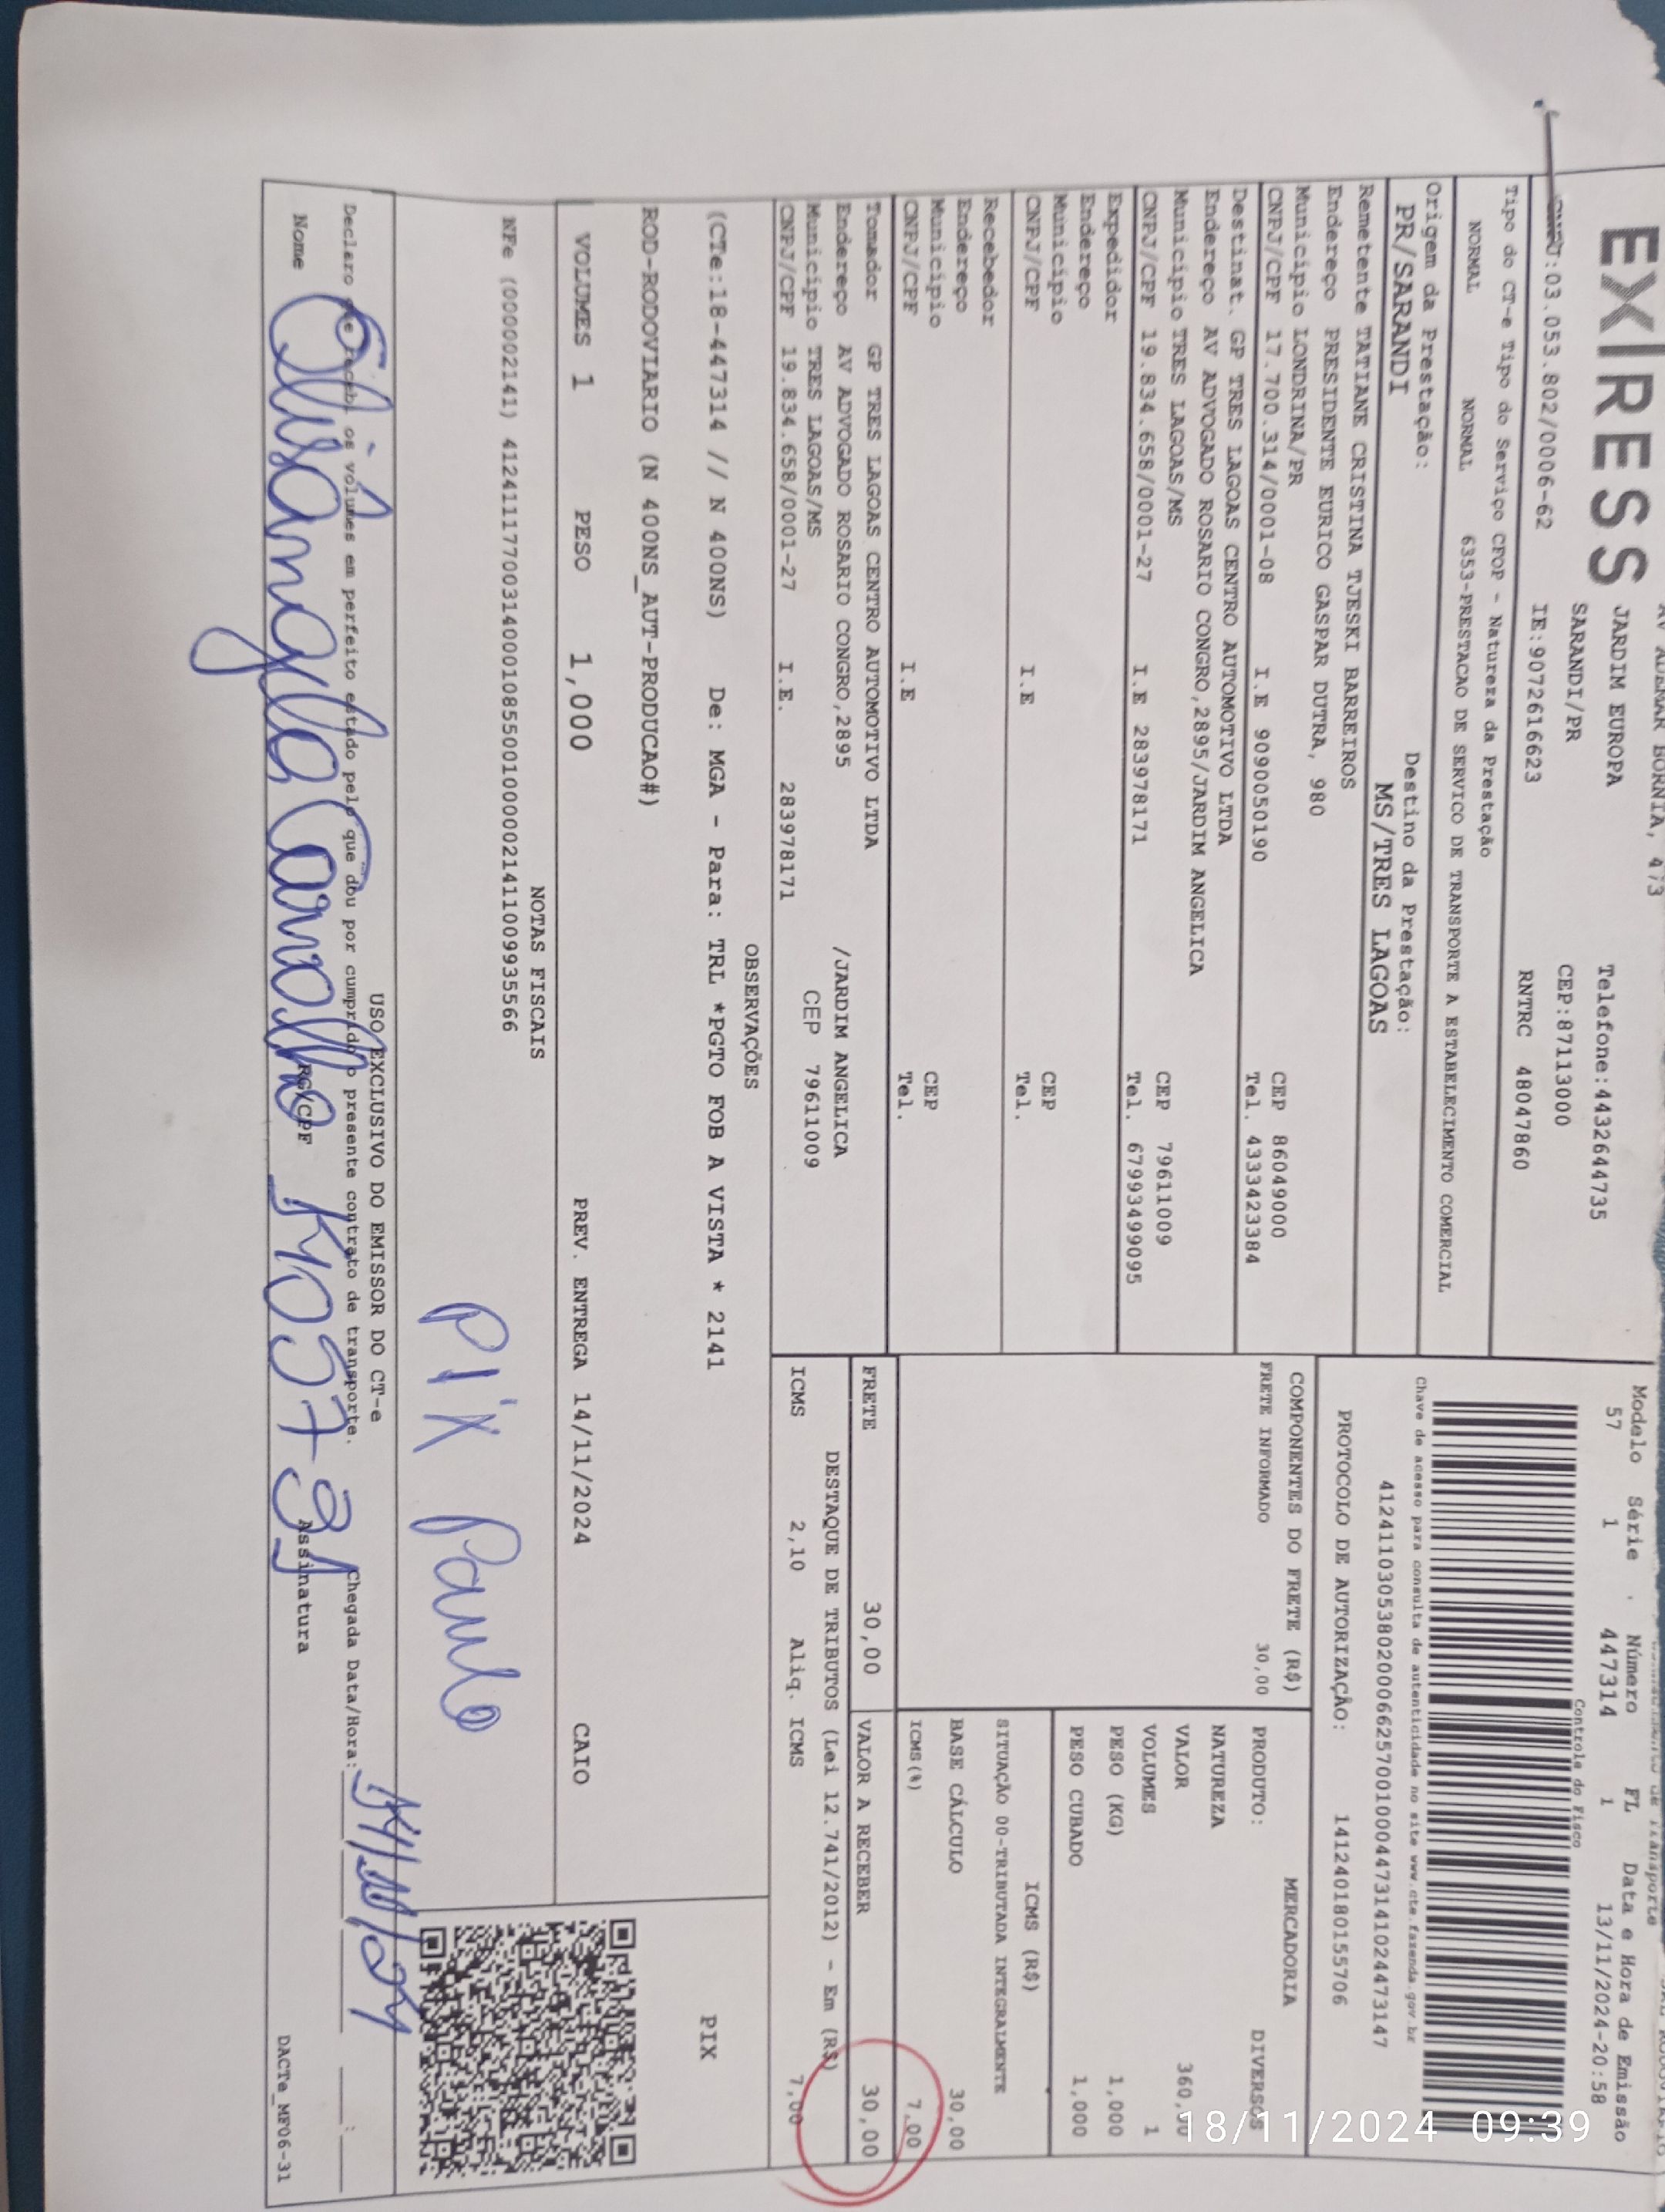 EXPRESS
JARDIM EUROPA Telefone:4432644735
SARANDI/PR CEP:87113000
CNPJ:03.053.802/0006-62 IE:9072616623 RNTRC 48047860
Tipo do CT-e Tipo do Serviço CFOP - Natureza da Prestação
NORMAL NORMAL 6353-PRESTACAO DE SERVICO DE TRANSPORTE A ESTABELECIMENTO COMERCIAL
Origem da Prestação: Destino da Prestação:
PR/SARANDI MS/TRES LAGOAS
Modelo Série . Número FL Data e Hora de Emissão
57 1 447314 1 13/11/2024-20:58
Controle do Fisco
Chave de acesso para consulta de autenticidade no site www.cte.fazenda.gov.br
41241103053802000662570010004473141024473147
PROTOCOLO DE AUTORIZAÇÃO: 141240180155706
Remetente TATIANE CRISTINA TJESKI BARREIROS
Endereço PRESIDENTE EURICO GASPAR DUTRA, 980
Município LONDRINA/PR CEP 86049000
CNPJ/CPF 17.700.314/0001-08 I.E 9090050190 Tel. 433423384
Destinat. GP TRES LAGOAS CENTRO AUTOMOTIVO LTDA
Endereço AV ADVOGADO ROSARIO CONGRO,2895/JARDIM ANGELICA
Município TRES LAGOAS/MS CEP 79611009
CNPJ/CPF 19.834.658/0001-27 I.E 283978171 Tel. 67993499095
Expedidor
Endereço
Município CEP
CNPJ/CPF I.E Tel.
Recebedor
Endereço
Município CEP
CNPJ/CPF I.E Tel.
Tomador GP TRES LAGOAS CENTRO AUTOMOTIVO LTDA
Endereço AV ADVOGADO ROSARIO CONGRO,2895 /JARDIM ANGELICA
Município TRES LAGOAS/MS CEP 79611009
CNPJ/CPF 19.834.658/0001-27 I.E. 283978171
COMPONENTES DO FRETE (R$)
FRETE INFORMADO 30,00
MERCADORIA
PRODUTO: DIVERSOS
NATUREZA
VALOR 360,00
VOLUMES 1
PESO (KG) 1,000
PESO CUBADO 1,000
ICMS (R$)
SITUAÇÃO 00-TRIBUTADA INTEGRALMENTE
BASE CÁLCULO 30,00
ICMS(%) 7,00
FRETE 30,00 VALOR A RECEBER 30,00
DESTAQUE DE TRIBUTOS (Lei 12.741/2012) - Em (R$)
ICMS 2,10 Aliq. ICMS 7,00
OBSERVAÇÕES
(CTe:18-447314 // N 400NS) De: MGA - Para: TRL *PGTO FOB A VISTA * 2141
ROD-RODOVIARIO (N 400NS_AUT-PRODUCAO#)
PIX
VOLUMES 1 PESO 1,000 PREV. ENTREGA 14/11/2024 CAIO
NOTAS FISCAIS
NFe (000002141) 41241117700314000108550010000021411009935566
PIX Paulo
USO EXCLUSIVO DO EMISSOR DO CT-e
Declaro que recebi os volumes em perfeito estado pelo que dou por cumprido o presente contrato de transporte. Chegada Data/Hora:
Nome Elisângela Carvalho RG/CPF Assinatura
DACTe_MF06-31
18/11/2024 09:39